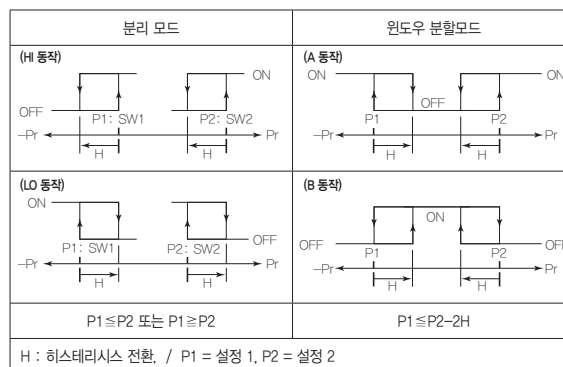 분리 모드
윈도우 분할모드
(HI 동작)
ON
OFF
P1: SW1
P2: SW2
-Pr
Pr
H
H
(A 동작)
ON
ON
OFF
P1
P2
-Pr
Pr
H
H
(LO 동작)
ON
P1: SW1
P2: SW2
OFF
-Pr
Pr
H
H
(B 동작)
ON
OFF
P1
P2
OFF
-Pr
Pr
H
H
P1≦P2 또는 P1≧P2
P1≦P2-2H
H : 히스테리시스 전환, / P1 = 설정 1, P2 = 설정 2